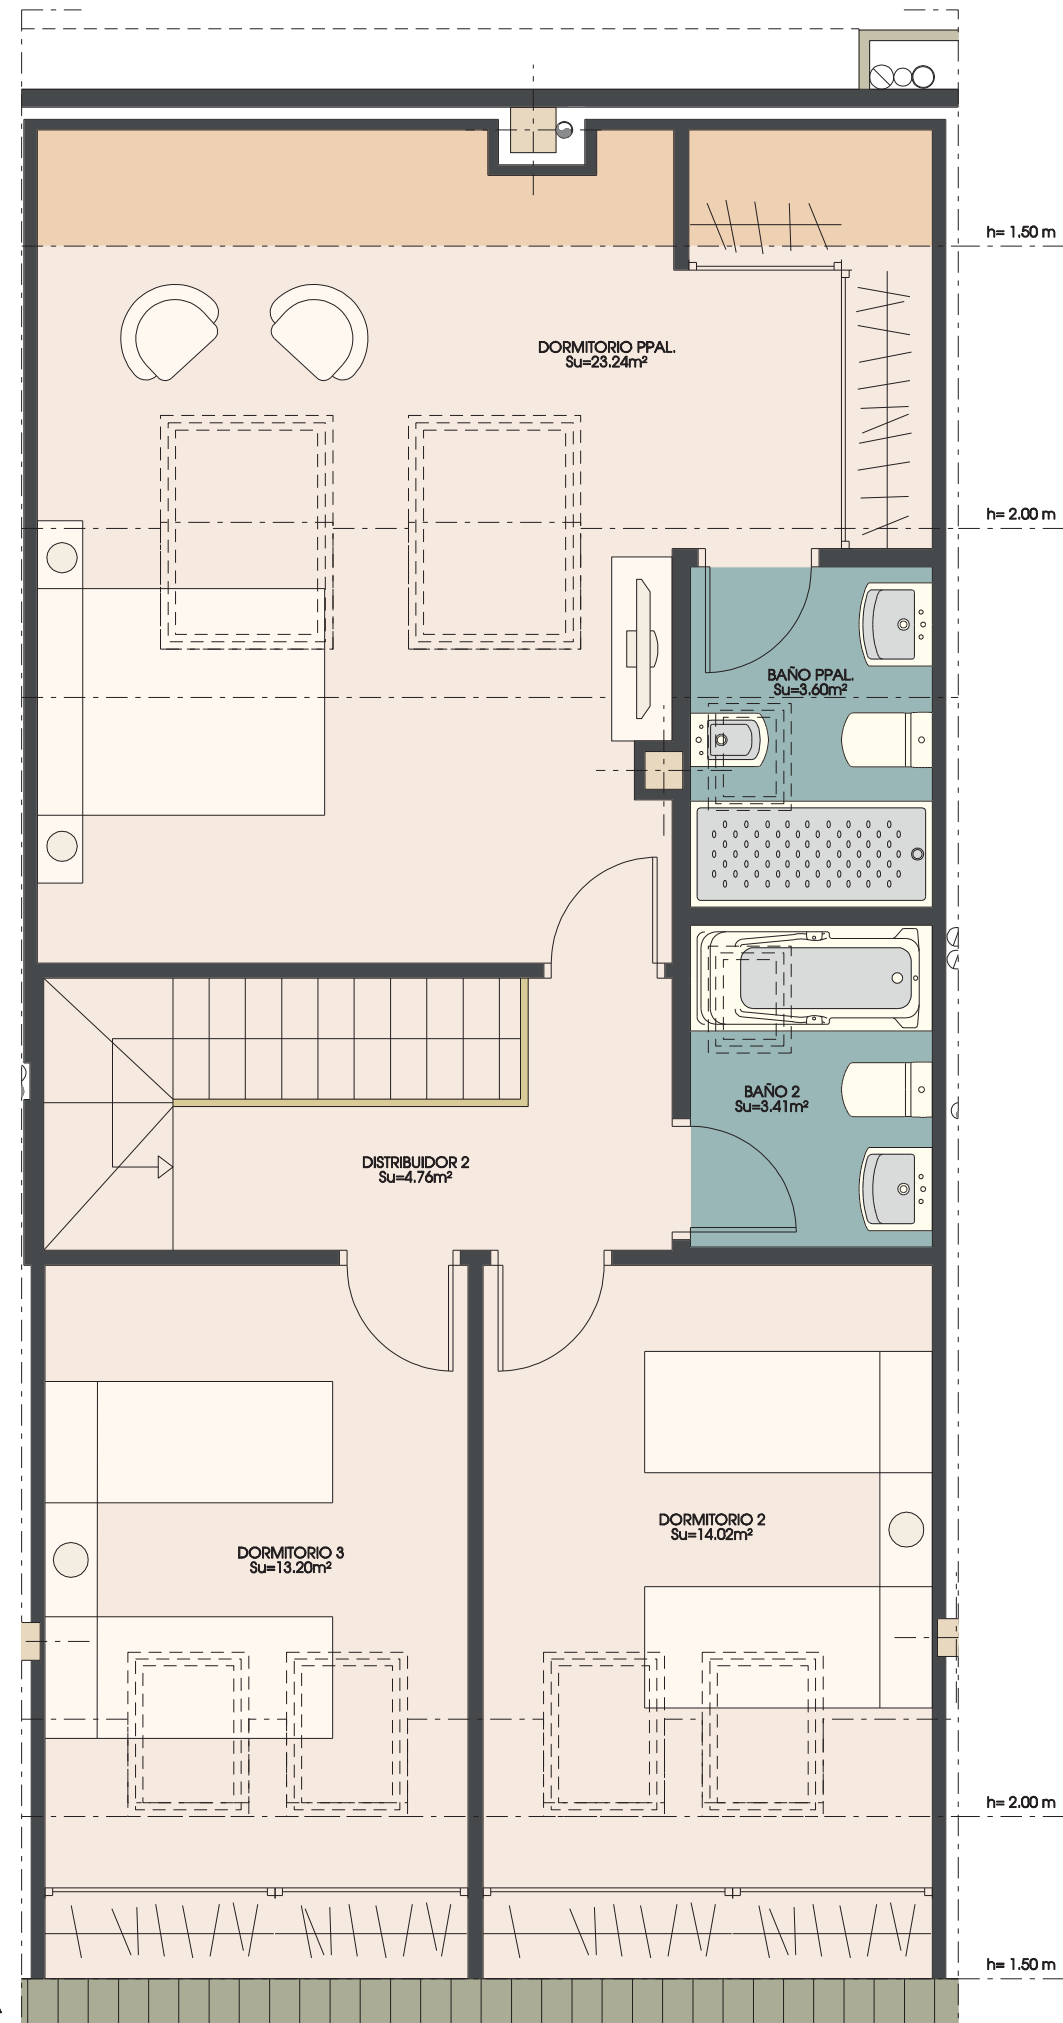 h= 1.50 m
DORMITORIO PPAL.
Su=23.24m²
h= 2.00 m
BAÑO PPAL.
Su=3.60m²
BAÑO 2
Su=3.41m²
DISTRIBUIDOR 2
Su=4.76m²
DORMITORIO 2
Su=14.02m²
DORMITORIO 3
Su=13.20m²
h= 2.00 m
h= 1.50 m